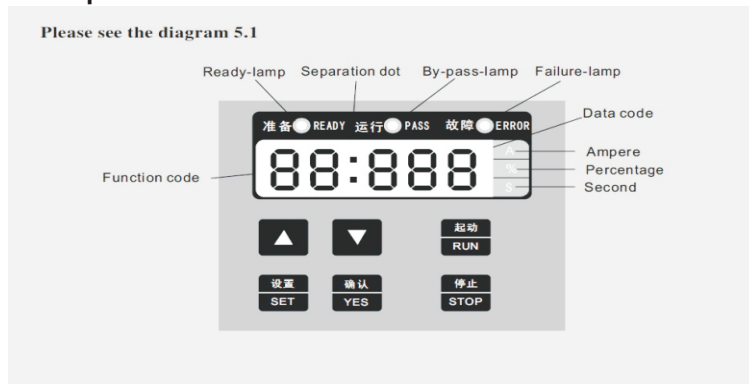 Please see the diagram 5.1
Ready-lamp Separation dot By-pass-lamp Failure-lamp
准备 READY 运行 PASS 故障 ERROR
Data code
A Ampere
Function code 88:888 % Percentage
S Second
▲ ▼ 起动
RUN
设置 确认 停止
SET YES STOP